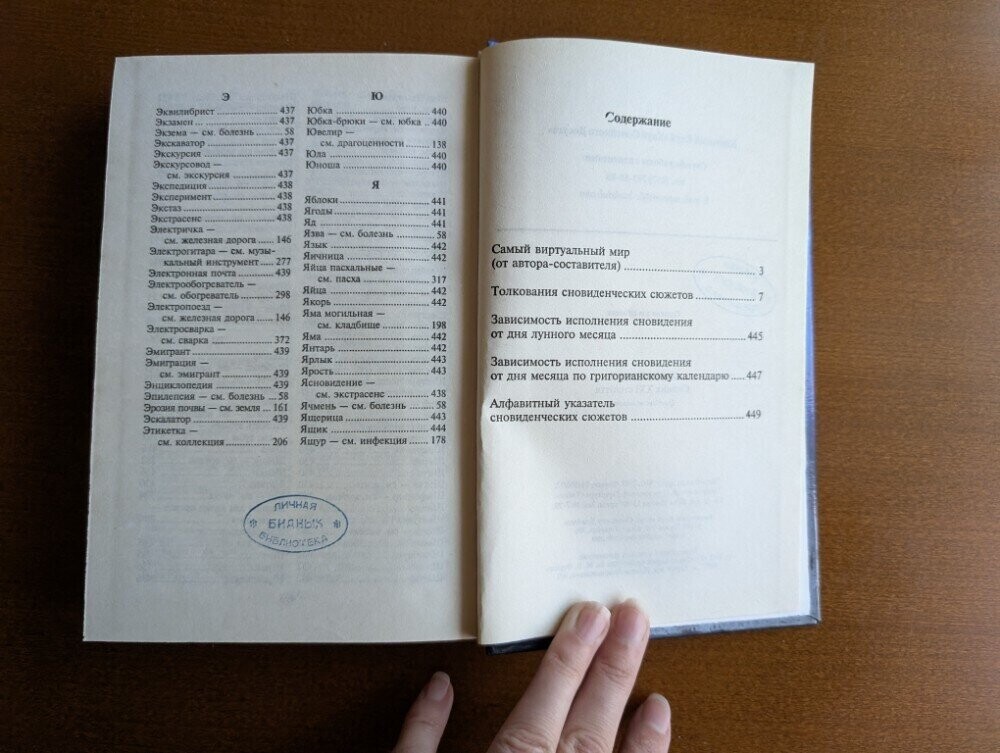 Э
Эквилибрист ........ 437
Экзамен ........ 437
Экзема — см. болезнь ........ 58
Экскаватор ........ 437
Экскурсия ........ 437
Экскурсовод —
см. экскурсия ........ 437
Экспедиция ........ 438
Эксперимент ........ 438
Экстаз ........ 438
Экстрасенс ........ 438
Электричка —
см. железная дорога ........ 146
Электрогитара — см. музы-
кальный инструмент ........ 277
Электронная почта ........ 439
Электрообогреватель —
см. обогреватель ........ 298
Электропоезд —
см. железная дорога ........ 146
Электросварка —
см. сварка ........ 372
Эмигрант ........ 439
Эмиграция —
см. эмигрант ........ 439
Энциклопедия ........ 439
Эпилепсия — см. болезнь ........ 58
Эрозия почвы — см. земля ........ 161
Эскалатор ........ 439
Этикетка —
см. коллекция ........ 206
Ю
Юбка ........ 440
Юбка-брюки — см. юбка ........ 440
Ювелир —
см. драгоценности ........ 138
Юла ........ 440
Юноша ........ 440
Я
Яблоки ........ 441
Ягоды ........ 441
Яд ........ 441
Язва — см. болезнь ........ 58
Язык ........ 442
Яичница ........ 442
Яйца пасхальные —
см. пасха ........ 317
Яйца ........ 442
Якорь ........ 442
Яма могильная —
см. кладбище ........ 198
Яма ........ 442
Янтарь ........ 442
Ярлык ........ 443
Ярость ........ 443
Ясновидение —
см. экстрасенс ........ 438
Ячмень — см. болезнь ........ 58
Ящерица ........ 443
Ящик ........ 444
Ящур — см. инфекция ........ 178
ЛИЧНАЯ
БИДНЫК
БИБЛИОТЕКА
Содержание
Самый виртуальный мир
(от автора-составителя) ........ 3
Толкования сновиденческих сюжетов ........ 7
Зависимость исполнения сновидения
от дня лунного месяца ........ 445
Зависимость исполнения сновидения
от дня месяца по григорианскому календарю ........ 447
Алфавитный указатель
сновиденческих сюжетов ........ 449